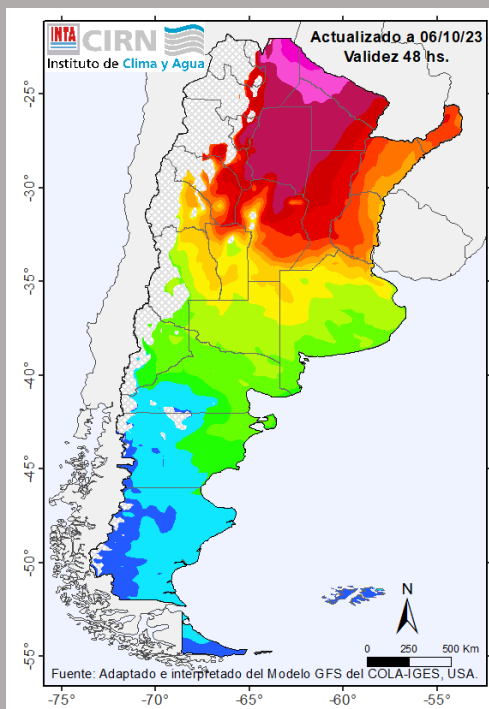 INTA CIRN
Instituto de Clima y Agua
Actualizado a 06/10/23
Validez 48 hs.
-25°
-30°
-35°
-40°
-45°
-50°
-55°
N
0 250 500 Km
Fuente: Adaptado e interpretado del Modelo GFS del COLA-IGES, USA.
-75° -70° -65° -60° -55°